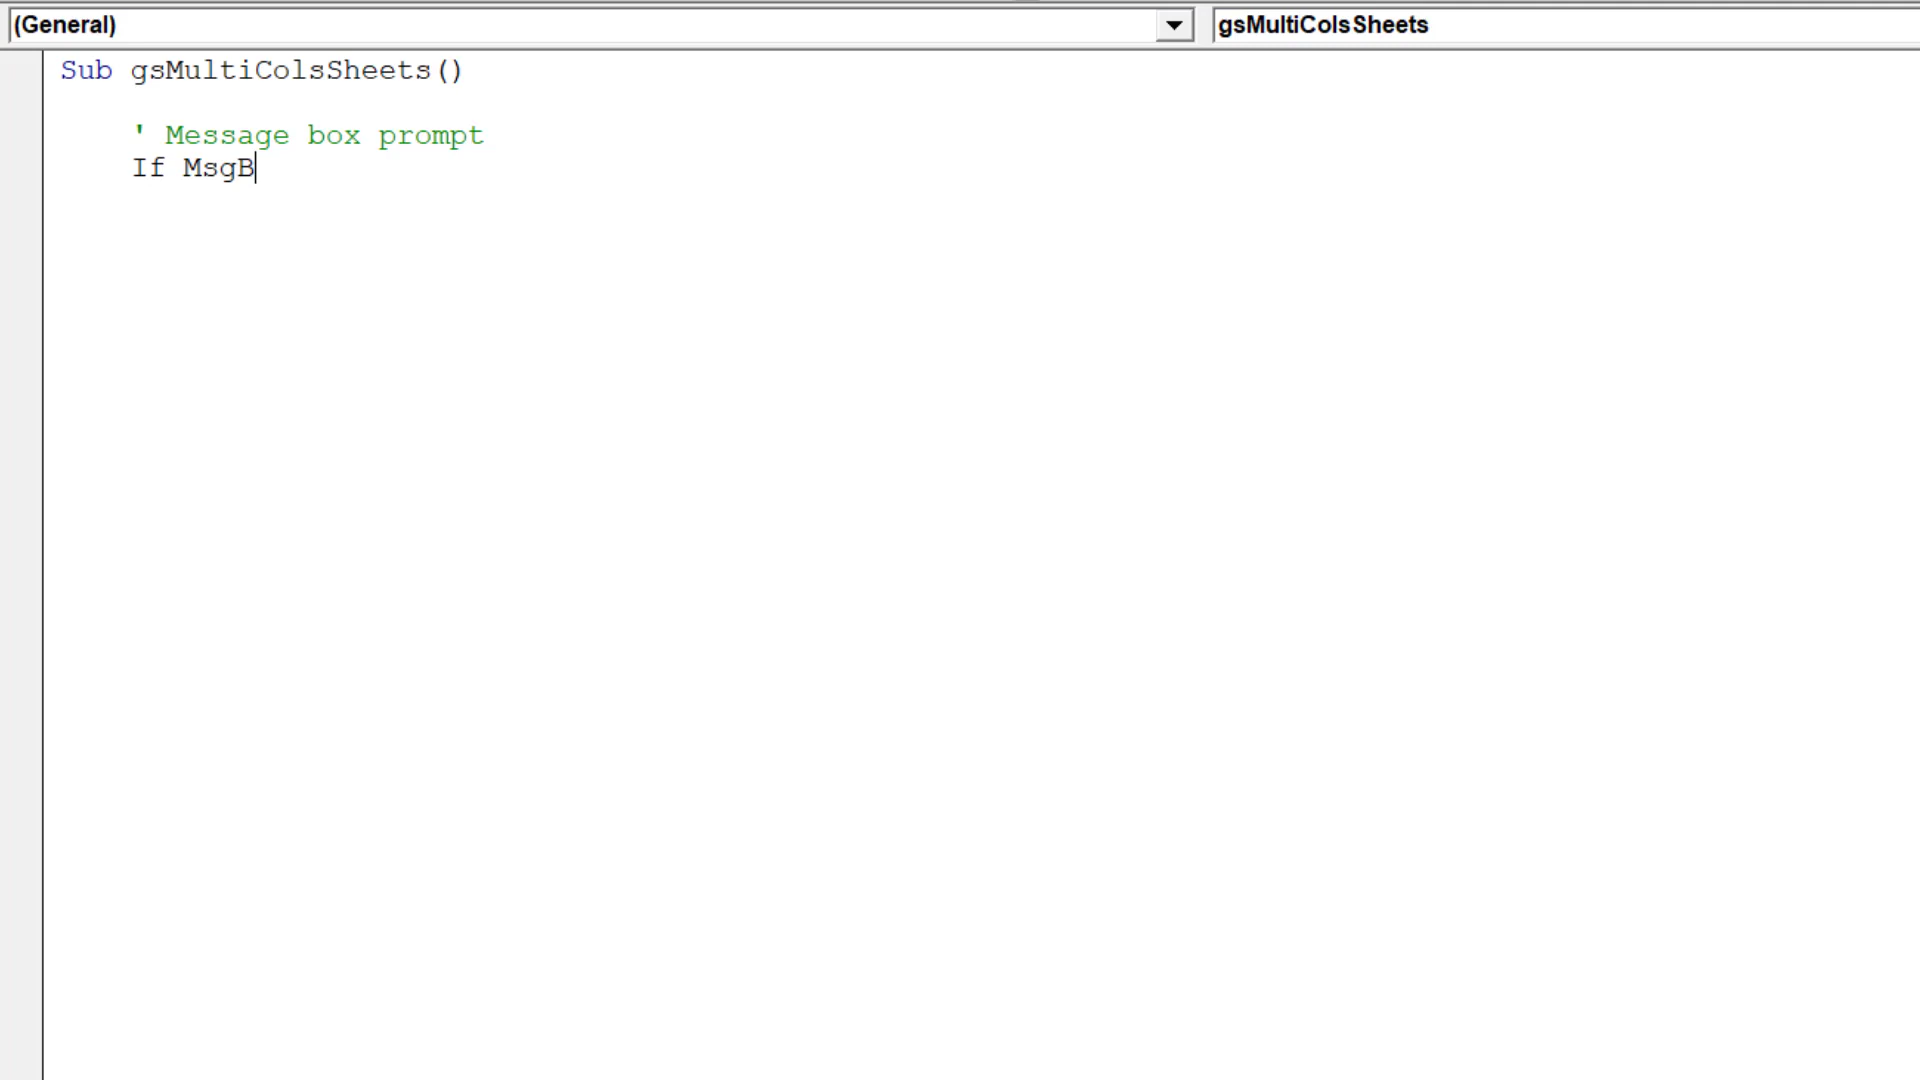 (General) gsMultiColsSheets
Sub gsMultiColsSheets()
' Message box prompt
If MsgB